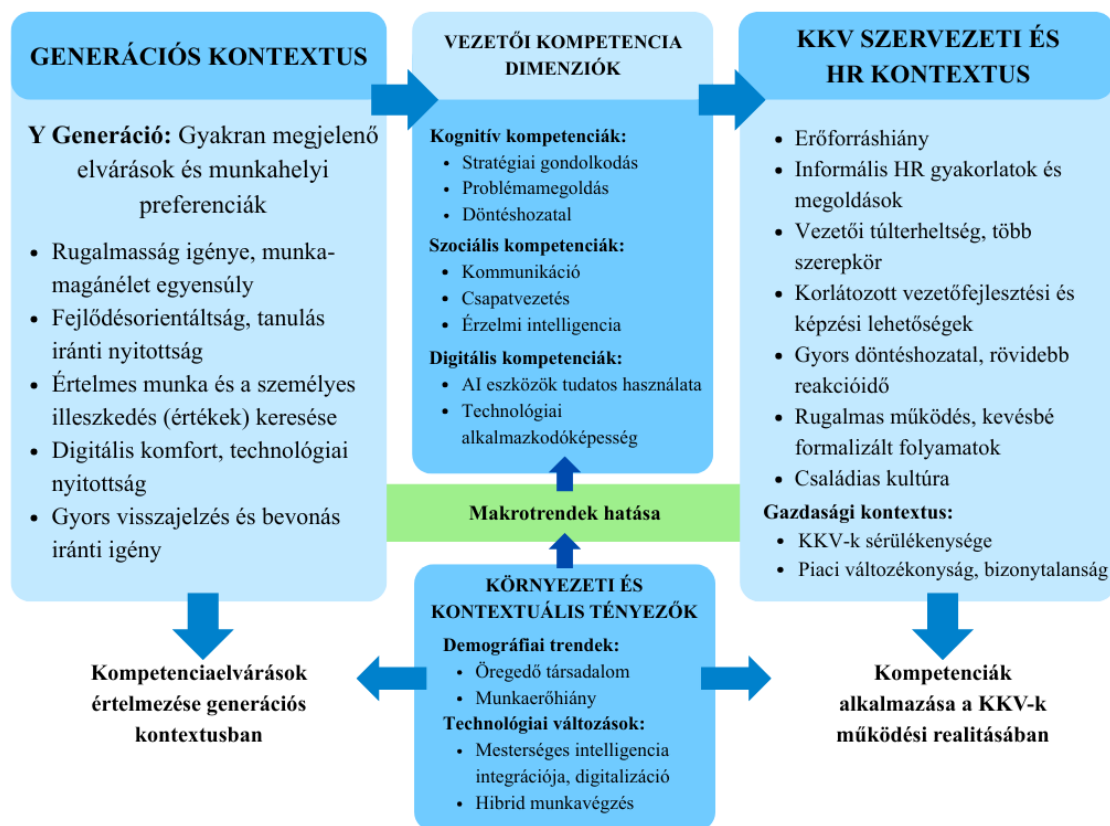 GENERÁCIÓS KONTEXTUS
Y Generáció: Gyakran megjelenő
elvárások és munkahelyi
preferenciák
• Rugalmasság igénye, munka-
magánélet egyensúly
• Fejlődésorientáltság, tanulás
iránti nyitottság
• Értelmes munka és a személyes
illeszkedés (értékek) keresése
• Digitális komfort, technológiai
nyitottság
• Gyors visszajelzés és bevonás
iránti igény
Kompetenciaelvárások
értelmezése generációs
kontextusban
VEZETŐI KOMPETENCIA
DIMENZIÓK
Kognitív kompetenciák:
• Stratégiai gondolkodás
• Problémamegoldás
• Döntéshozatal
Szociális kompetenciák:
• Kommunikáció
• Csapatvezetés
• Érzelmi intelligencia
Digitális kompetenciák:
• AI eszközök tudatos használata
• Technológiai
alkalmazkodóképesség
Makrotrendek hatása
KÖRNYEZETI ÉS
KONTEXTUÁLIS TÉNYEZŐK
Demográfiai trendek:
• Öregedő társadalom
• Munkaerőhiány
Technológiai változások:
• Mesterséges intelligencia
integrációja, digitalizáció
• Hibrid munkavégzés
KKV SZERVEZETI ÉS
HR KONTEXTUS
• Erőforráshiány
• Informális HR gyakorlatok és
megoldások
• Vezetői túlterheltség, több
szerepkör
• Korlátozott vezetőfejlesztési és
képzési lehetőségek
• Gyors döntéshozatal, rövidebb
reakcióidő
• Rugalmas működés, kevésbé
formalizált folyamatok
• Családias kultúra
Gazdasági kontextus:
• KKV-k sérülékenysége
• Piaci változékonyság, bizonytalanság
Kompetenciák
alkalmazása a KKV-k
működési realitásában